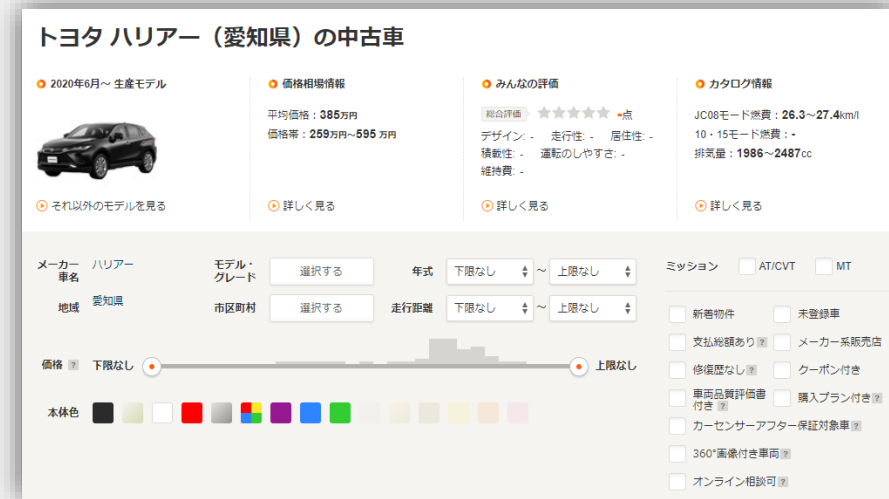 トヨタ ハリアー（愛知県）の中古車
2020年6月～ 生産モデル
それ以外のモデルを見る
価格相場情報
平均価格：385万円
価格帯：259万円～595 万円
詳しく見る
みんなの評価
総合評価 -点
デザイン: - 走行性: - 居住性: -
積載性: - 運転のしやすさ: -
維持費: -
詳しく見る
カタログ情報
JC08モード燃費：26.3～27.4km/l
10・15モード燃費：-
排気量：1986～2487cc
詳しく見る
メーカー
車名
ハリアー
モデル・
グレード
選択する
年式 下限なし ～ 上限なし
地域 愛知県
市区町村 選択する
走行距離 下限なし ～ 上限なし
価格 ? 下限なし 上限なし
本体色
ミッション AT/CVT MT
新着物件 未登録車
支払総額あり ? メーカー系販売店
修復歴なし ? クーポン付き
車両品質評価書
付き ?
購入プラン付き ?
カーセンサーアフター保証対象車 ?
360°画像付き車両 ?
オンライン相談可 ?